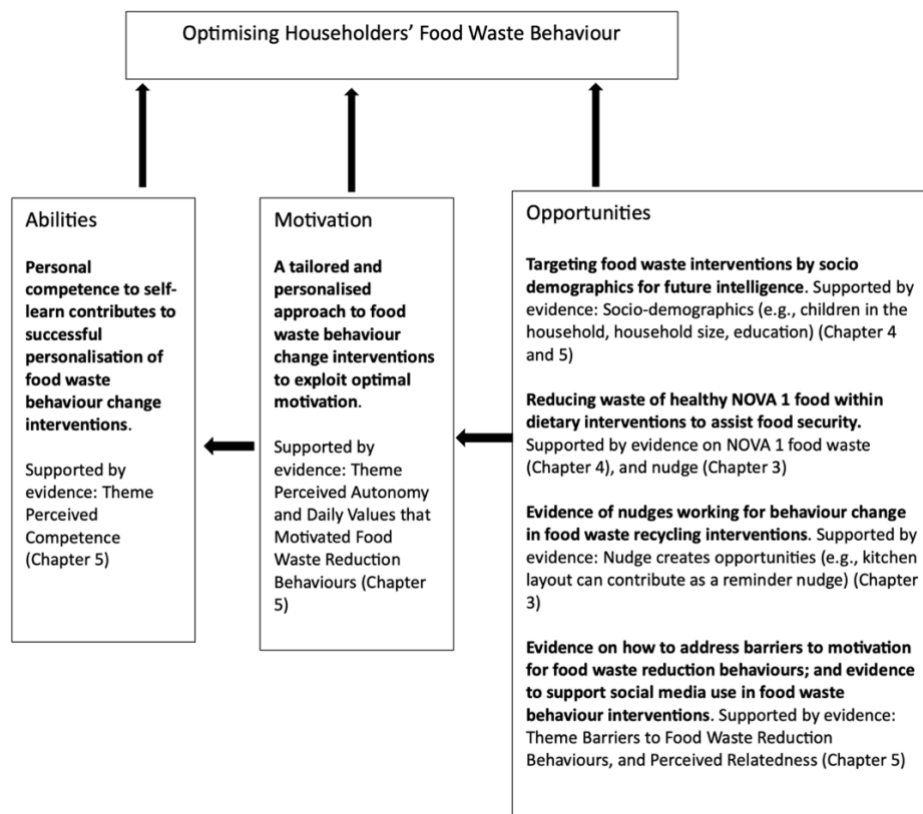 Optimising Householders’ Food Waste Behaviour
Abilities
Personal
competence to self-
learn contributes to
successful
personalisation of
food waste
behaviour change
interventions.
Supported by
evidence: Theme
Perceived
Competence
(Chapter 5)
Motivation
A tailored and
personalised
approach to food
waste behaviour
change interventions
to exploit optimal
motivation.
Supported by
evidence: Theme
Perceived Autonomy
and Daily Values that
Motivated Food
Waste Reduction
Behaviours (Chapter
5)
Opportunities
Targeting food waste interventions by socio
demographics for future intelligence. Supported by
evidence: Socio-demographics (e.g., children in the
household, household size, education) (Chapter 4
and 5)
Reducing waste of healthy NOVA 1 food within
dietary interventions to assist food security.
Supported by evidence on NOVA 1 food waste
(Chapter 4), and nudge (Chapter 3)
Evidence of nudges working for behaviour change
in food waste recycling interventions. Supported by
evidence: Nudge creates opportunities (e.g., kitchen
layout can contribute as a reminder nudge) (Chapter
3)
Evidence on how to address barriers to motivation
for food waste reduction behaviours; and evidence
to support social media use in food waste
behaviour interventions. Supported by evidence:
Theme Barriers to Food Waste Reduction
Behaviours, and Perceived Relatedness (Chapter 5)